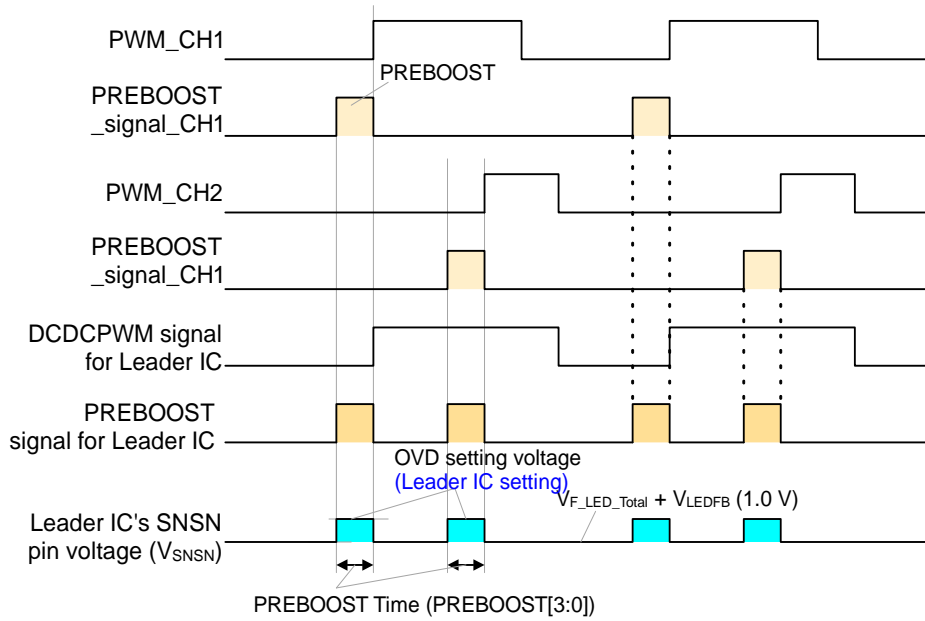 PWM_CH1
PREBOOST
PREBOOST
_signal_CH1
PWM_CH2
PREBOOST
_signal_CH1
DCDCPWM signal
for Leader IC
PREBOOST
signal for Leader IC
OVD setting voltage
(Leader IC setting)
VF_LED_Total + VLEDFB (1.0 V)
Leader IC's SNSN
pin voltage (VSNSN)
PREBOOST Time (PREBOOST[3:0])